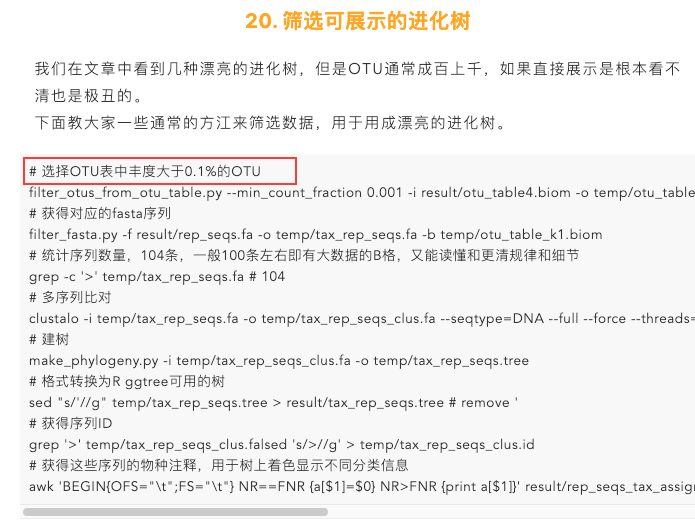 20. 筛选可展示的进化树
我们在文章中看到几种漂亮的进化树，但是OTU通常成百上千，如果直接展示是根本看不
清也是极丑的。
下面教大家一些通常的方江来筛选数据，用于用成漂亮的进化树。
# 选择OTU表中丰度大于0.1%的OTU
filter_otus_from_otu_table.py --min_count_fraction 0.001 -i result/otu_table4.biom -o temp/otu_table
# 获得对应的fasta序列
filter_fasta.py -f result/rep_seqs.fa -o temp/tax_rep_seqs.fa -b temp/otu_table_k1.biom
# 统计序列数量，104条，一般100条左右即有大数据的B格，又能读懂和更清规律和细节
grep -c '>' temp/tax_rep_seqs.fa # 104
# 多序列比对
clustalo -i temp/tax_rep_seqs.fa -o temp/tax_rep_seqs_clus.fa --seqtype=DNA --full --force --threads=
# 建树
make_phylogeny.py -i temp/tax_rep_seqs_clus.fa -o temp/tax_rep_seqs.tree
# 格式转换为R ggtree可用的树
sed "s/'//g" temp/tax_rep_seqs.tree > result/tax_rep_seqs.tree # remove '
# 获得序列ID
grep '>' temp/tax_rep_seqs_clus.falsed 's/>//g' > temp/tax_rep_seqs_clus.id
# 获得这些序列的物种注释，用于树上着色显示不同分类信息
awk 'BEGIN{OFS="\t";FS="\t"} NR==FNR {a[$1]=$0} NR>FNR {print a[$1]}' result/rep_seqs_tax_assig